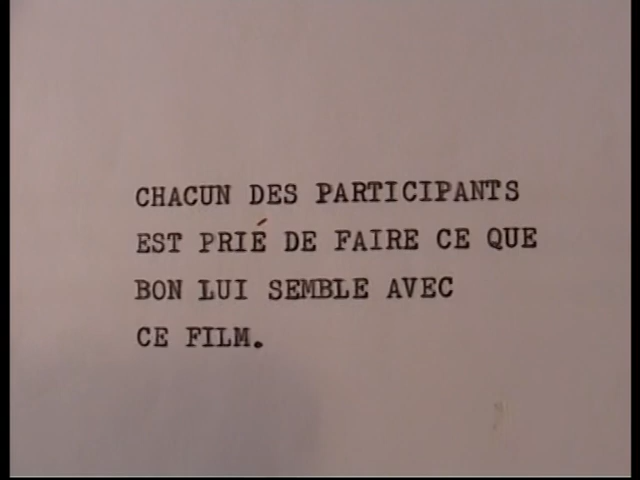 CHACUN DES PARTICIPANTS
EST PRIÉ DE FAIRE CE QUE
BON LUI SEMBLE AVEC
CE FILM.